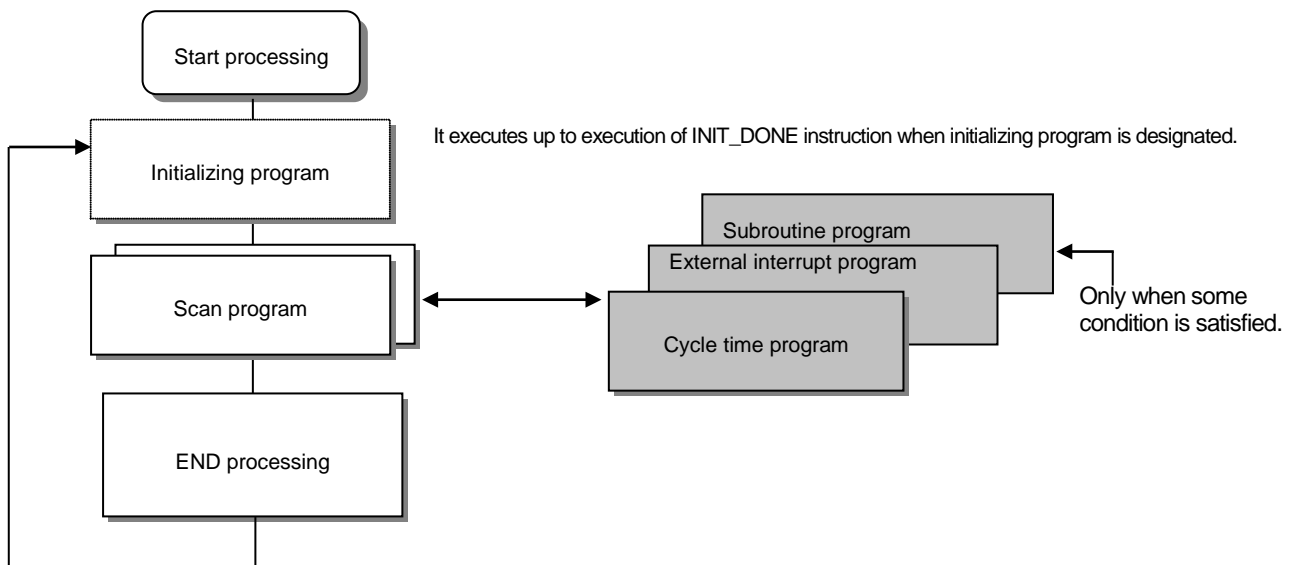 Start processing
It executes up to execution of INIT_DONE instruction when initializing program is designated.
Initializing program
Subroutine program
External interrupt program
Scan program
Only when some
condition is satisfied.
Cycle time program
END processing